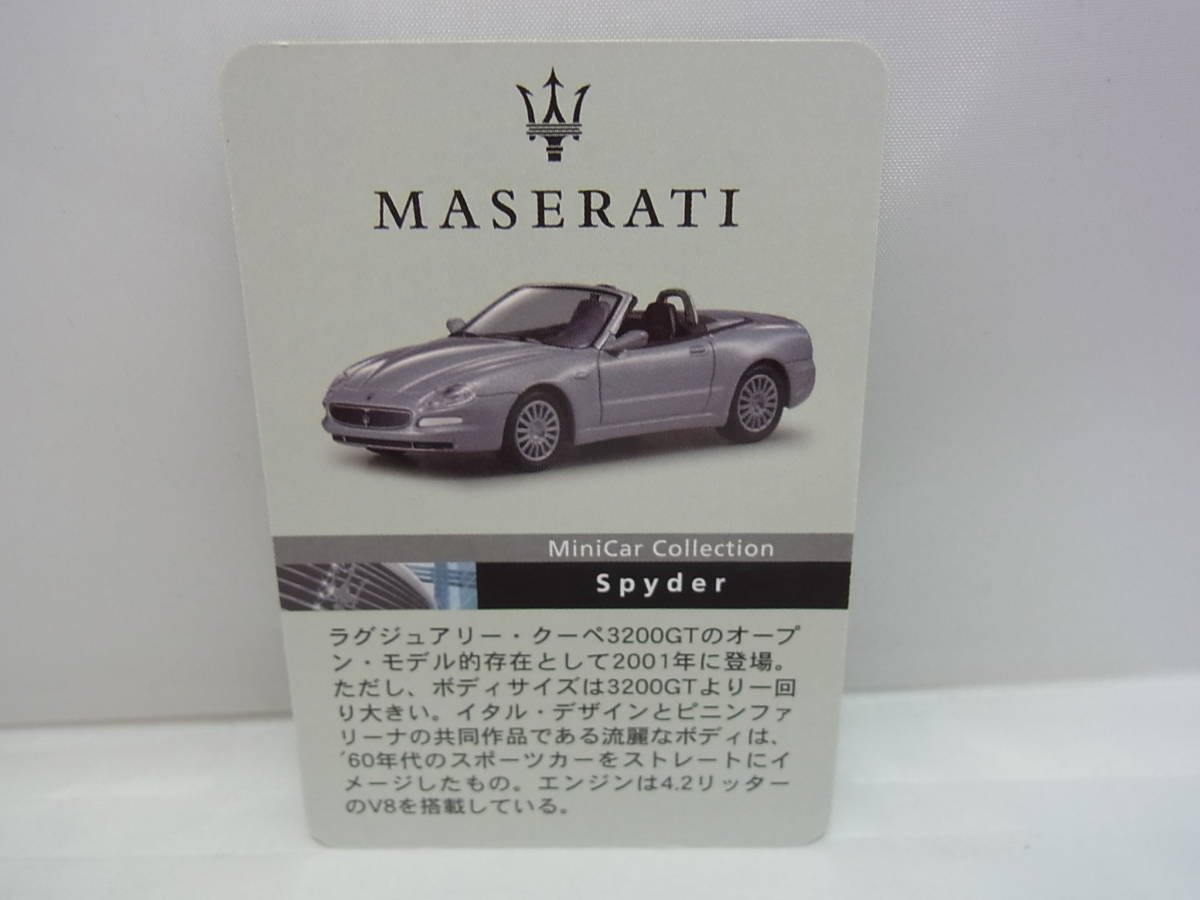 MASERATI
MiniCar Collection
Spyder
ラグジュアリー・クーペ3200GTのオープ
ン・モデル的存在として2001年に登場。
ただし、ボディサイズは3200GTより一回
り大きい。イタル・デザインとピニンファ
リーナの共同作品である流麗なボディは、
'60年代のスポーツカーをストレートにイ
メージしたもの。エンジンは4.2リッター
のV8を搭載している。